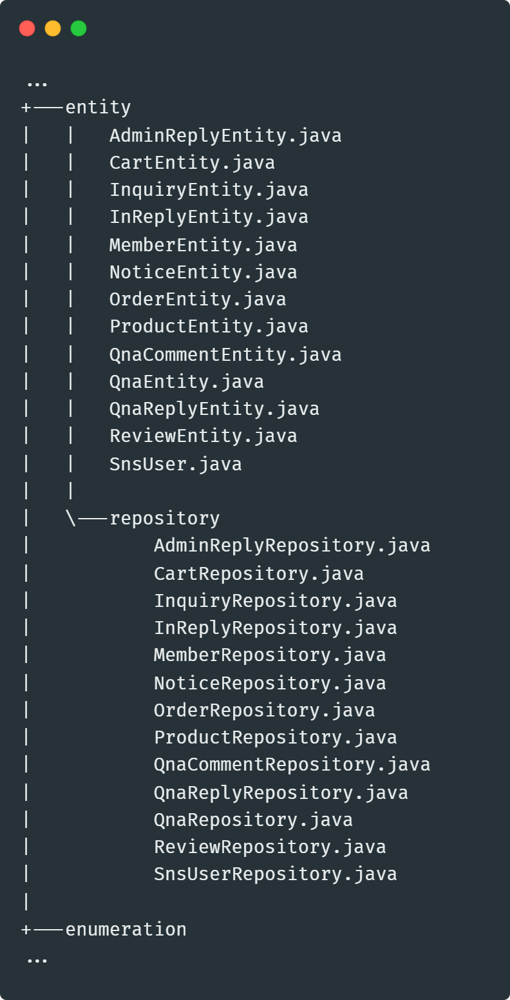 ...
+---entity
|   |   AdminReplyEntity.java
|   |   CartEntity.java
|   |   InquiryEntity.java
|   |   InReplyEntity.java
|   |   MemberEntity.java
|   |   NoticeEntity.java
|   |   OrderEntity.java
|   |   ProductEntity.java
|   |   QnaCommentEntity.java
|   |   QnaEntity.java
|   |   QnaReplyEntity.java
|   |   ReviewEntity.java
|   |   SnsUser.java
|   |
|   \---repository
|           AdminReplyRepository.java
|           CartRepository.java
|           InquiryRepository.java
|           InReplyRepository.java
|           MemberRepository.java
|           NoticeRepository.java
|           OrderRepository.java
|           ProductRepository.java
|           QnaCommentRepository.java
|           QnaReplyRepository.java
|           QnaRepository.java
|           ReviewRepository.java
|           SnsUserRepository.java
|
+---enumeration
...